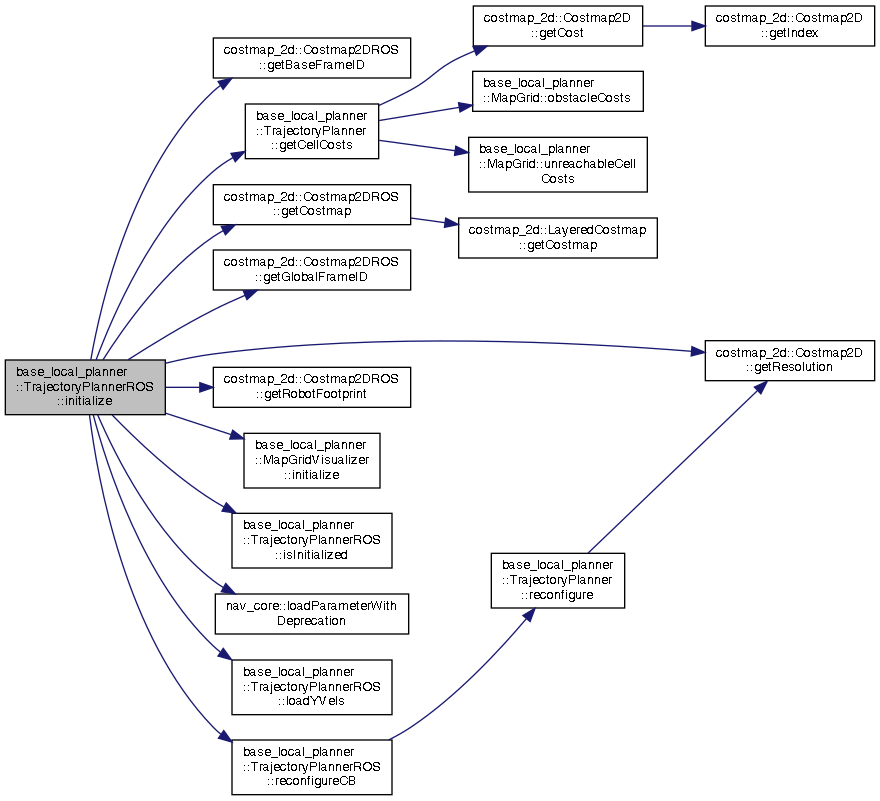 base_local_planner
::TrajectoryPlannerROS
::initialize
costmap_2d::Costmap2DROS
::getBaseFrameID
base_local_planner
::TrajectoryPlanner
::getCellCosts
costmap_2d::Costmap2D
::getCost
costmap_2d::Costmap2D
::getIndex
base_local_planner
::MapGrid::obstacleCosts
base_local_planner
::MapGrid::unreachableCell
Costs
costmap_2d::Costmap2DROS
::getCostmap
costmap_2d::LayeredCostmap
::getCostmap
costmap_2d::Costmap2DROS
::getGlobalFrameID
costmap_2d::Costmap2D
::getResolution
costmap_2d::Costmap2DROS
::getRobotFootprint
base_local_planner
::MapGridVisualizer
::initialize
base_local_planner
::TrajectoryPlannerROS
::isInitialized
nav_core::loadParameterWith
Deprecation
base_local_planner
::TrajectoryPlannerROS
::loadYVels
base_local_planner
::TrajectoryPlannerROS
::reconfigureCB
base_local_planner
::TrajectoryPlanner
::reconfigure